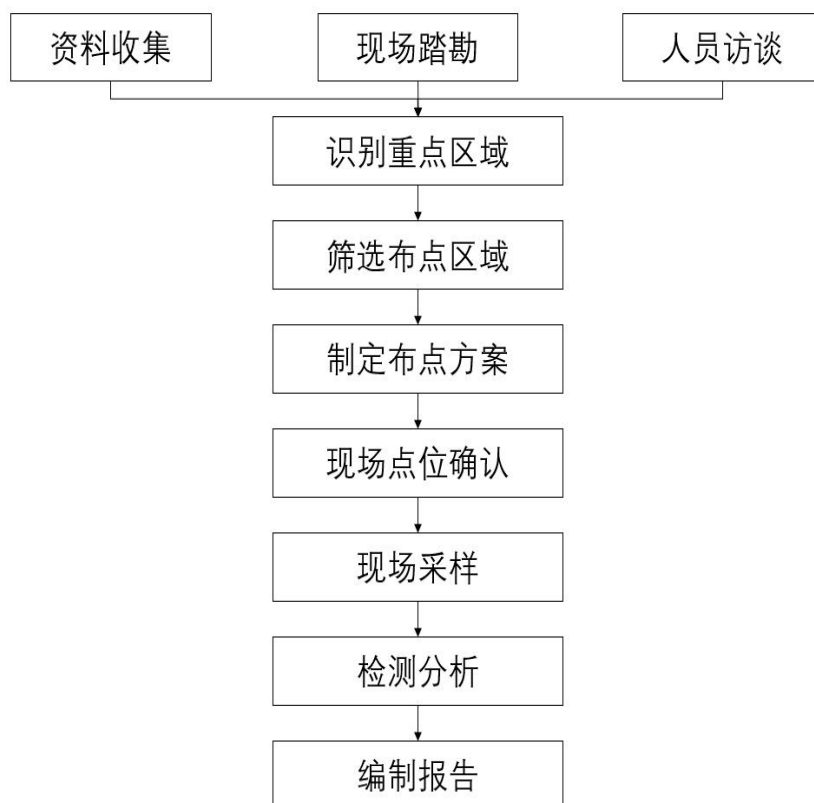 资料收集
现场踏勘
人员访谈
识别重点区域
筛选布点区域
制定布点方案
现场点位确认
现场采样
检测分析
编制报告